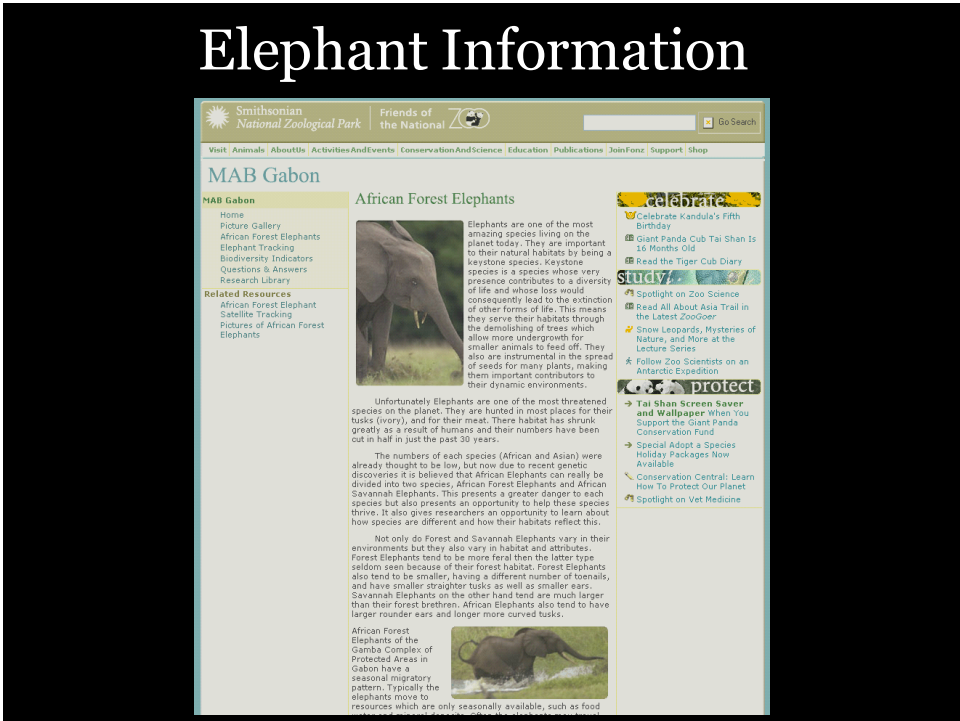 Elephant Information
Smithsonian
National Zoological Park
Friends of
the National ZOO
Go Search
Visit Animals AboutUs ActivitiesAndEvents ConservationAndScience Education Publications JoinFonz Support Shop
MAB Gabon
MAB Gabon
Home
Picture Gallery
African Forest Elephants
Elephant Tracking
Biodiversity Indicators
Questions & Answers
Research Library
Related Resources
African Forest Elephant
Satellite Tracking
Pictures of African Forest
Elephants
African Forest Elephants
Elephants are one of the most
amazing species living on the
planet today. They are important
to their natural habitats by being a
keystone species. Keystone
species is a species whose very
presence contributes to a diversity
of life and whose loss would
consequently lead to the extinction
of other forms of life. This means
they serve their habitats through
the demolishing of trees which
allow more undergrowth for
smaller animals to feed off. They
also are instrumental in the spread
of seeds for many plants, making
them important contributors to
their dynamic environments.
Unfortunately Elephants are one of the most threatened
species on the planet. They are hunted in most places for their
tusks (ivory), and for their meat. There habitat has shrunk
greatly as a result of humans and their numbers have been
cut in half in just the past 30 years.
The numbers of each species (African and Asian) were
already thought to be low, but now due to recent genetic
discoveries it is believed that African Elephants can really be
divided into two species, African Forest Elephants and African
Savannah Elephants. This presents a greater danger to each
species but also presents an opportunity to help these species
thrive. It also gives researchers an opportunity to learn about
how species are different and how their habitats reflect this.
Not only do Forest and Savannah Elephants vary in their
environments but they also vary in habitat and attributes.
Forest Elephants tend to be more feral then the latter type
seldom seen because of their forest habitat. Forest Elephants
also tend to be smaller, having a different number of toenails,
and have smaller straighter tusks as well as smaller ears.
Savannah Elephants on the other hand tend are much larger
than their forest brethren. African Elephants also tend to have
larger rounder ears and longer more curved tusks.
African Forest
Elephants of the
Gamba Complex of
Protected Areas in
Gabon have a
seasonal migratory
pattern. Typically the
elephants move to
resources which are only seasonally available, such as food
celebrate
Celebrate Kandula's Fifth
Birthday
Giant Panda Cub Tai Shan Is
16 Months Old
Read the Tiger Cub Diary
study
Spotlight on Zoo Science
Read All About Asia Trail in
the Latest ZooGoer
Snow Leopards, Mysteries of
Nature, and More at the
Lecture Series
Follow Zoo Scientists on an
Antarctic Expedition
protect
Tai Shan Screen Saver
and Wallpaper When You
Support the Giant Panda
Conservation Fund
Special Adopt a Species
Holiday Packages Now
Available
Conservation Central: Learn
How To Protect Our Planet
Spotlight on Vet Medicine